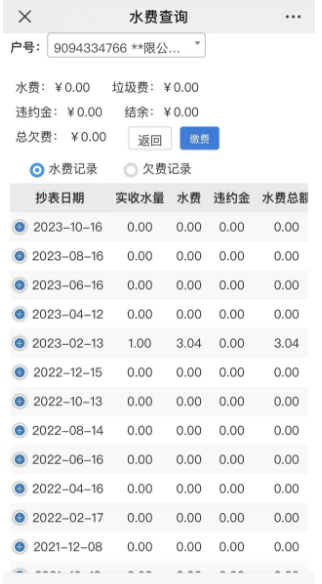 水费查询
户号： 9094334766 **限公...
水费：￥0.00 垃圾费：￥0.00
违约金：￥0.00 结余：￥0.00
总欠费：￥0.00 返回 缴费
水费记录 欠费记录
抄表日期 实收水量 水费 违约金 水费总额
2023-10-16 0.00 0.00 0.00 0.00
2023-08-16 0.00 0.00 0.00 0.00
2023-06-16 0.00 0.00 0.00 0.00
2023-04-12 0.00 0.00 0.00 0.00
2023-02-13 1.00 3.04 0.00 3.04
2022-12-15 0.00 0.00 0.00 0.00
2022-10-13 0.00 0.00 0.00 0.00
2022-08-14 0.00 0.00 0.00 0.00
2022-06-16 0.00 0.00 0.00 0.00
2022-04-16 0.00 0.00 0.00 0.00
2022-02-17 0.00 0.00 0.00 0.00
2021-12-08 0.00 0.00 0.00 0.00